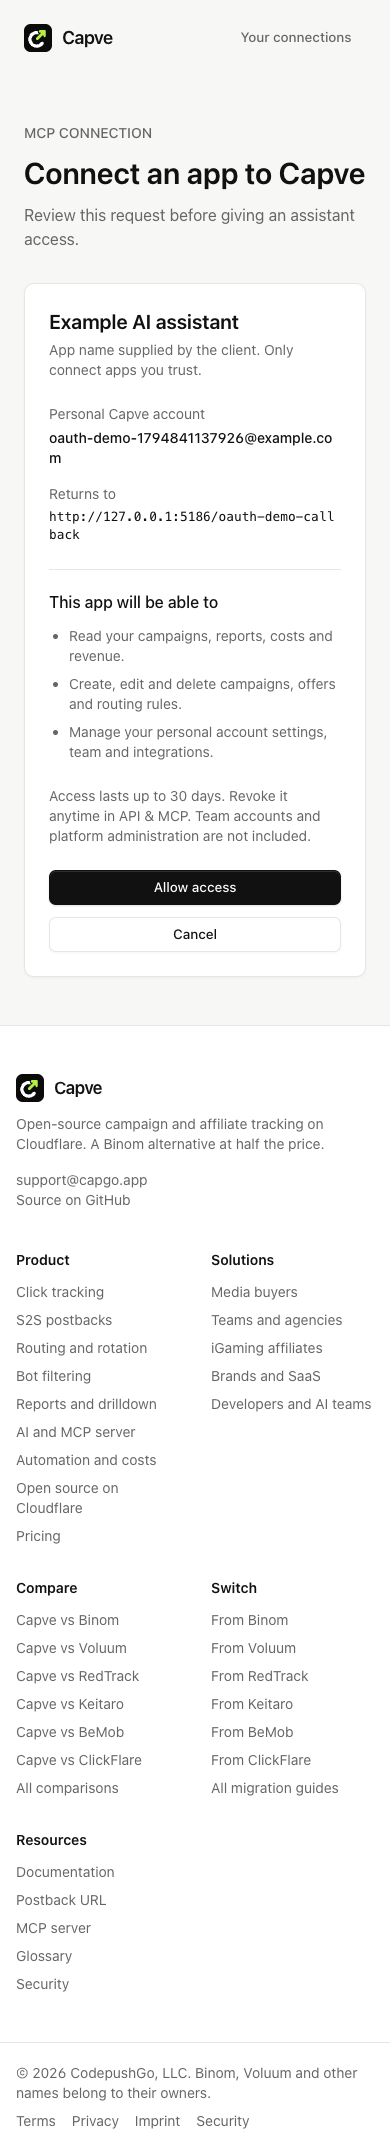 Capve
Your connections
MCP CONNECTION
Connect an app to Capve
Review this request before giving an assistant
access.
Example AI assistant
App name supplied by the client. Only
connect apps you trust.
Personal Capve account
oauth-demo-1794841137926@example.co
m
Returns to
http://127.0.0.1:5186/oauth-demo-call
back
This app will be able to
• Read your campaigns, reports, costs and
revenue.
• Create, edit and delete campaigns, offers
and routing rules.
• Manage your personal account settings,
team and integrations.
Access lasts up to 30 days. Revoke it
anytime in API & MCP. Team accounts and
platform administration are not included.
Allow access
Cancel
Capve
Open-source campaign and affiliate tracking on
Cloudflare. A Binom alternative at half the price.
support@capgo.app
Source on GitHub
Product
Click tracking
S2S postbacks
Routing and rotation
Bot filtering
Reports and drilldown
AI and MCP server
Automation and costs
Open source on
Cloudflare
Pricing
Solutions
Media buyers
Teams and agencies
iGaming affiliates
Brands and SaaS
Developers and AI teams
Compare
Capve vs Binom
Capve vs Voluum
Capve vs RedTrack
Capve vs Keitaro
Capve vs BeMob
Capve vs ClickFlare
All comparisons
Switch
From Binom
From Voluum
From RedTrack
From Keitaro
From BeMob
From ClickFlare
All migration guides
Resources
Documentation
Postback URL
MCP server
Glossary
Security
© 2026 CodepushGo, LLC. Binom, Voluum and other
names belong to their owners.
Terms Privacy Imprint Security